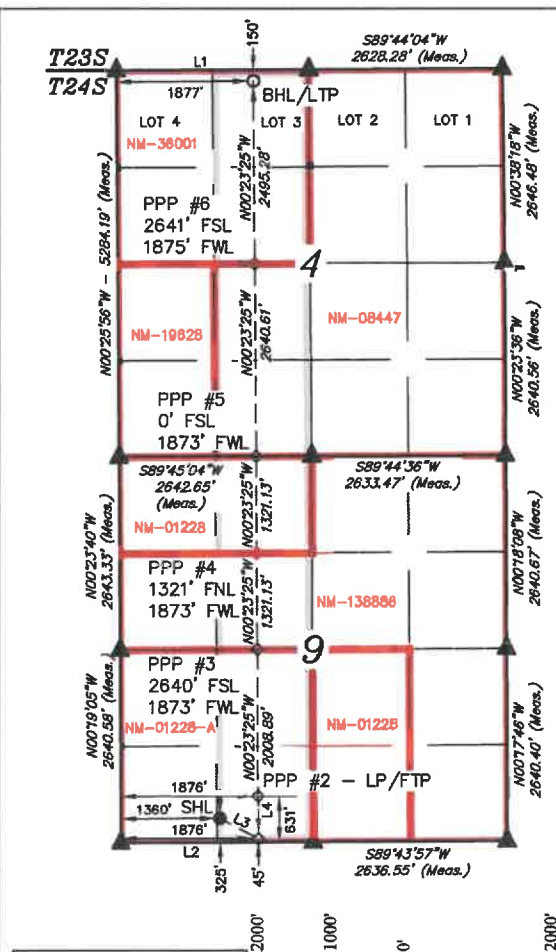 T23S
T24S
L1
150'
S89°44'04"W
2628.28' (Meas.)
1877'
BHL/LTP
LOT 4
LOT 3
LOT 2
LOT 1
NM-36001
N00°23'25"W
2495.28'
N00°38'18"W
2646.48' (Meas.)
N00°25'56"W - 5284.19' (Meas.)
PPP #6
2641' FSL
1875' FWL
4
NM-19628
N00°23'25"W
2640.61'
NM-08447
N00°23'36"W
2640.56' (Meas.)
PPP #5
0' FSL
1873' FWL
S89°45'04"W
2642.65'
(Meas.)
S89°44'36"W
2633.47' (Meas.)
N00°23'40"W
2643.33' (Meas.)
NM-01228
N00°23'25"W
1321.13'
PPP #4
1321' FNL
1873' FWL
N00°23'25"W
1321.13'
NM-138886
N00°18'08"W
2640.67' (Meas.)
9
PPP #3
2640' FSL
1873' FWL
NM-01228-A
N00°19'05"W
2640.58' (Meas.)
N00°23'25"W
2008.89'
NM-01228
N00°17'46"W
2640.40' (Meas.)
PPP #2 - LP/FTP
1876'
1360' SHL
L3
L4
631'
1876'
L2
325'
45'
S89°43'57"W
2636.55' (Meas.)
2000'
1000'
0'
2000'